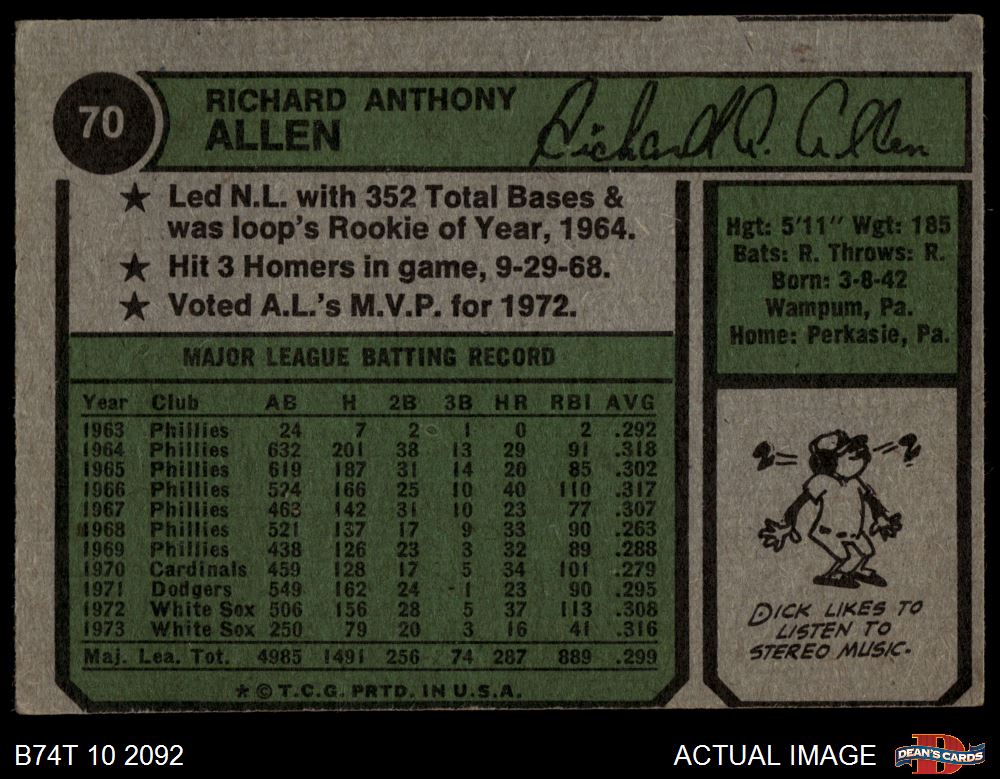 70
RICHARD ANTHONY
ALLEN
Richard A. Allen
★ Led N.L. with 352 Total Bases &
was loop's Rookie of Year, 1964.
★ Hit 3 Homers in game, 9-29-68.
★ Voted A.L.'s M.V.P. for 1972.
Hgt: 5'11" Wgt: 185
Bats: R. Throws: R.
Born: 3-8-42
Wampum, Pa.
Home: Perkasie, Pa.
MAJOR LEAGUE BATTING RECORD
Year Club AB H 2B 3B HR RBI AVG
1963 Phillies 24 7 2 1 0 2 .292
1964 Phillies 632 201 38 13 29 91 .318
1965 Phillies 619 187 31 14 20 85 .302
1966 Phillies 524 166 25 10 40 110 .317
1967 Phillies 463 142 31 10 23 77 .307
1968 Phillies 521 137 17 9 33 90 .263
1969 Phillies 438 126 23 3 32 89 .288
1970 Cardinals 459 128 17 5 34 101 .279
1971 Dodgers 549 162 24 1 23 90 .295
1972 White Sox 506 156 28 5 37 113 .308
1973 White Sox 250 79 20 3 16 41 .316
Maj. Lea. Tot. 4985 1491 256 74 287 889 .299
★ © T.C.G. PRTD. IN U.S.A.
DICK LIKES TO
LISTEN TO
STEREO MUSIC.
B74T 10 2092
ACTUAL IMAGE
D
DEAN'S CARDS